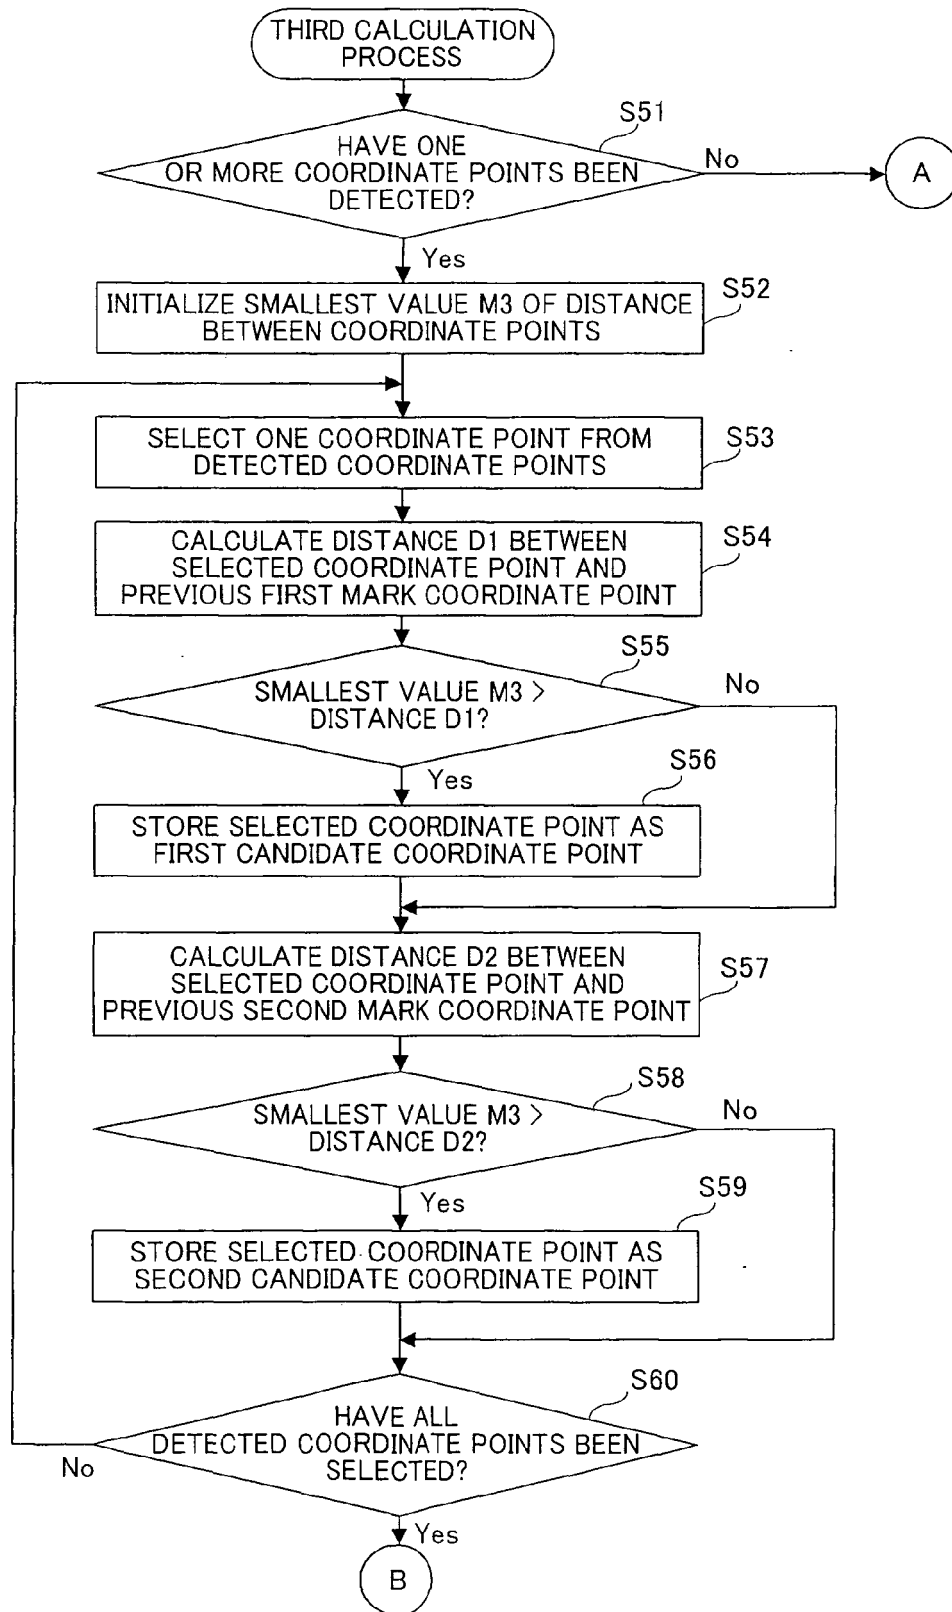 THIRD CALCULATION
PROCESS
S51
HAVE ONE
OR MORE COORDINATE POINTS BEEN
DETECTED?
No
A
Yes
S52
INITIALIZE SMALLEST VALUE M3 OF DISTANCE
BETWEEN COORDINATE POINTS
S53
SELECT ONE COORDINATE POINT FROM
DETECTED COORDINATE POINTS
S54
CALCULATE DISTANCE D1 BETWEEN
SELECTED COORDINATE POINT AND
PREVIOUS FIRST MARK COORDINATE POINT
S55
SMALLEST VALUE M3 >
DISTANCE D1?
No
Yes
S56
STORE SELECTED COORDINATE POINT AS
FIRST CANDIDATE COORDINATE POINT
CALCULATE DISTANCE D2 BETWEEN
SELECTED COORDINATE POINT AND
PREVIOUS SECOND MARK COORDINATE POINT
S57
S58
SMALLEST VALUE M3 >
DISTANCE D2?
No
Yes
S59
STORE SELECTED COORDINATE POINT AS
SECOND CANDIDATE COORDINATE POINT
S60
HAVE ALL
DETECTED COORDINATE POINTS BEEN
SELECTED?
No
Yes
B